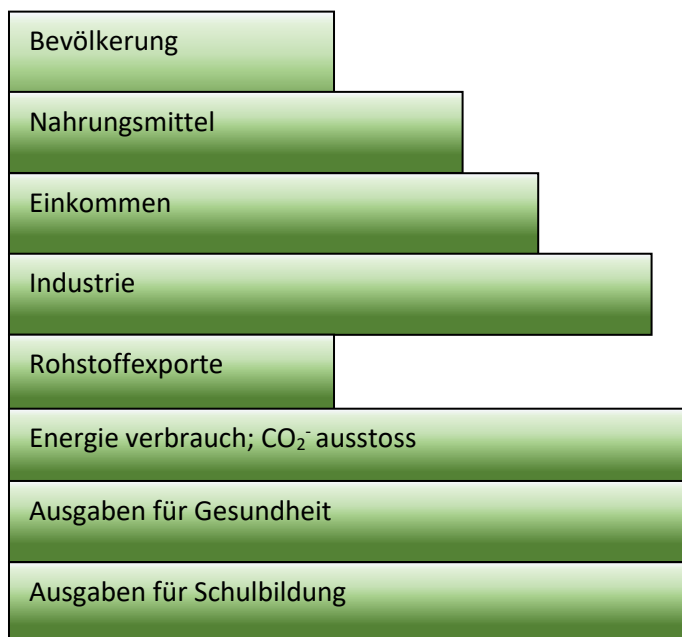 Bevölkerung
Nahrungsmittel
Einkommen
Industrie
Rohstoffexporte
Energie verbrauch; CO₂⁻ ausstoss
Ausgaben für Gesundheit
Ausgaben für Schulbildung